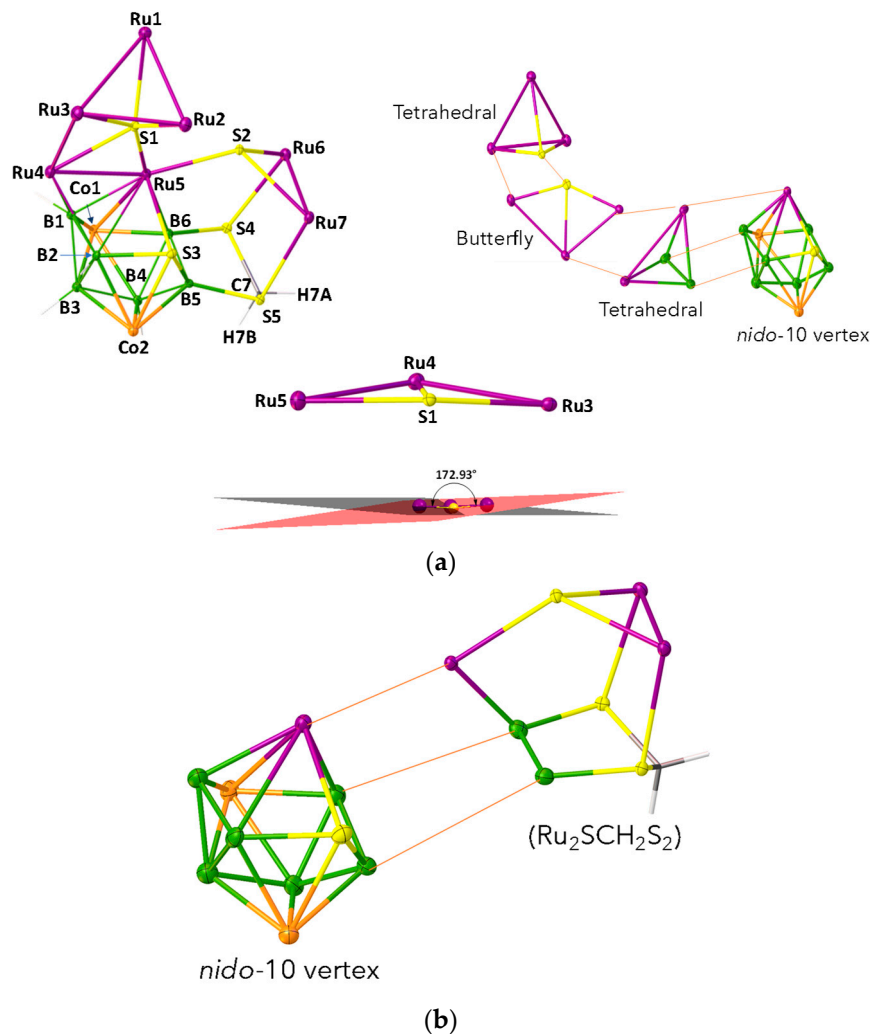 Ru1
Ru3
Ru2
S1
S2
Ru6
Ru4
Co1
Ru5
Ru7
B1
B6
S4
B2
S3
B4
B5
C7
B3
H7A
S5
Co2
H7B
Tetrahedral
Butterfly
Tetrahedral
nido-10 vertex
Ru4
Ru5
S1
Ru3
172.93°
(a)
(Ru₂SCH₂S₂)
nido-10 vertex
(b)